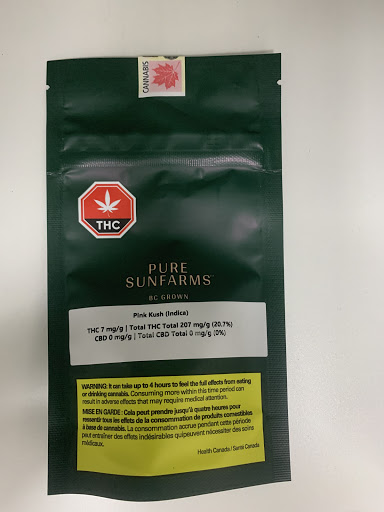 CANNABIS
THC
PURE
SUNFARMS™
BC GROWN
Pink Kush (Indica)
THC 7 mg/g | Total THC Total 207 mg/g (20.7%)
CBD 0 mg/g | Total CBD Total 0 mg/g (0%)
WARNING: It can take up to 4 hours to feel the full effects from eating
or drinking cannabis. Consuming more within this time period can
result in adverse effects that may require medical attention.
MISE EN GARDE : Cela peut prendre jusqu'à quatre heures pour
ressentir tous les effets de la consommation de produits comestibles
à base de cannabis. La consommation accrue pendant cette période
peut entraîner des effets indésirables quipeuvent nécessiter des soins
médicaux.
Health Canada / Santé Canada